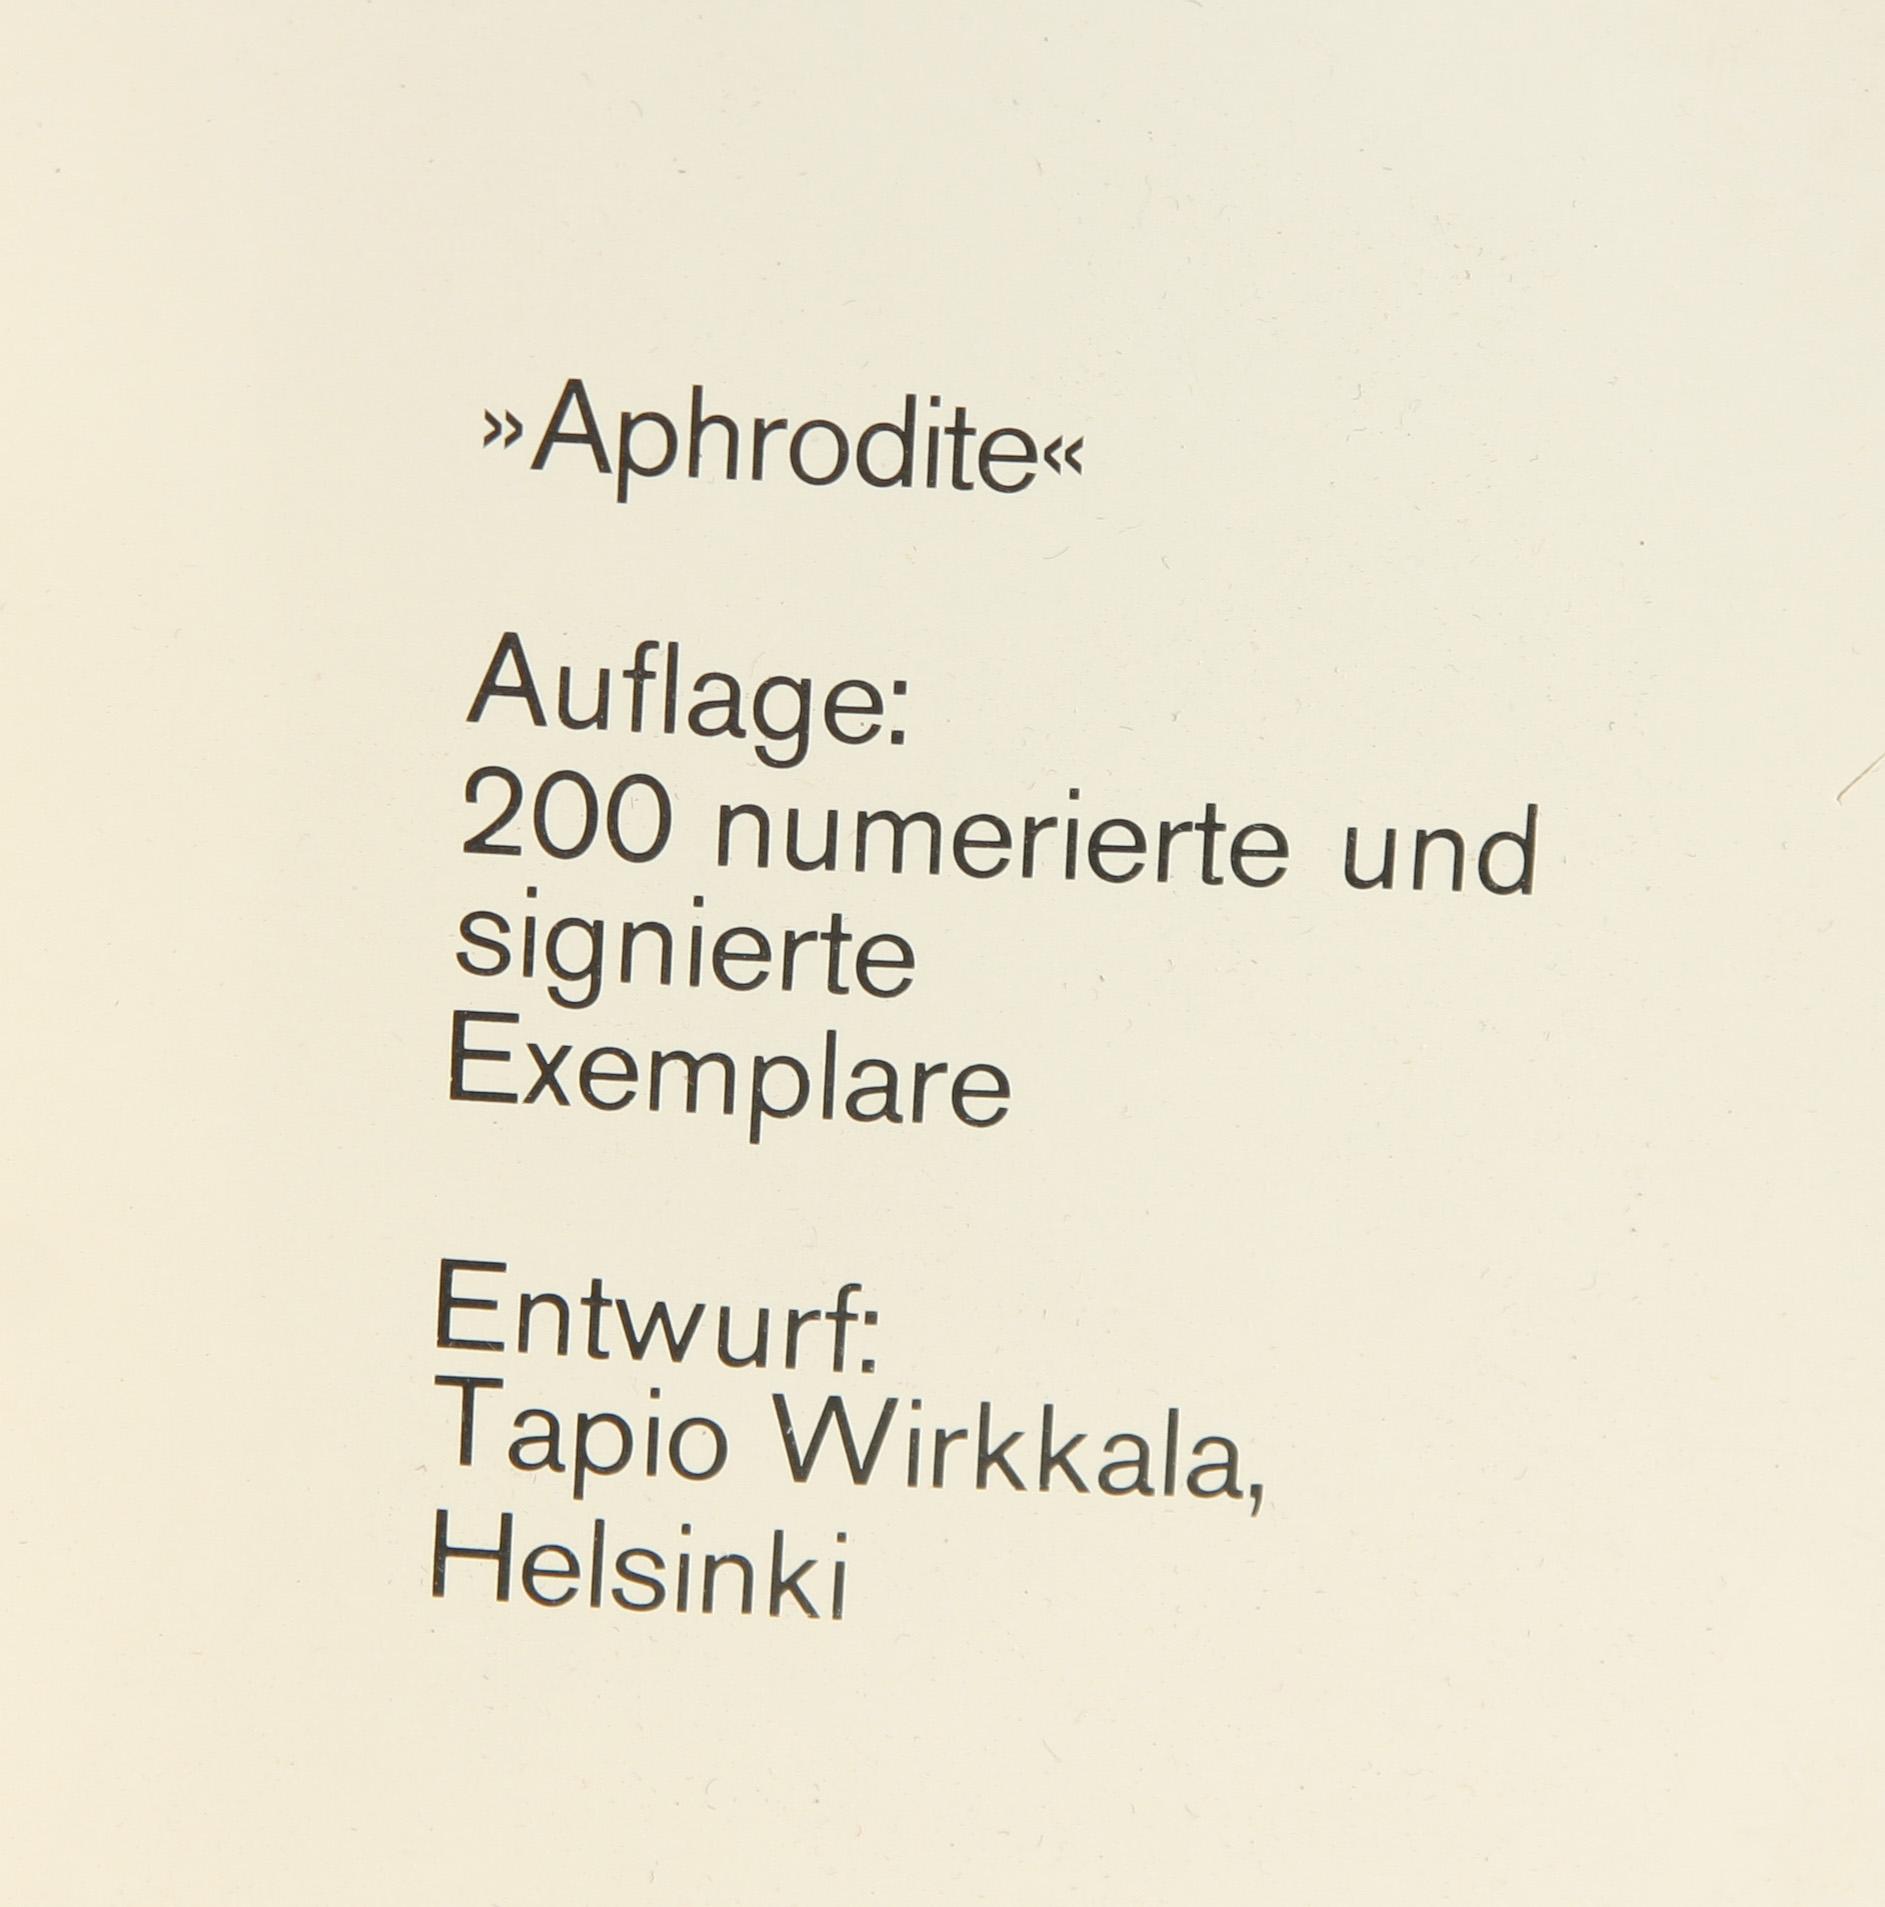 »Aphrodite«
Auflage:
200 numerierte und
signierte
Exemplare
Entwurf:
Tapio Wirkkala,
Helsinki